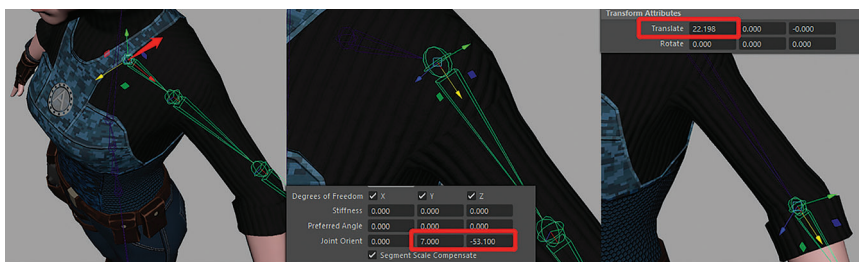 Degrees of Freedom X Y Z
Stiffness 0.000 0.000 0.000
Preferred Angle 0.000 0.000 0.000
Joint Orient 0.000 7.000 -53.100
Segment Scale Compensate
Transform Attributes
Translate 22.198 0.000 -0.000
Rotate 0.000 0.000 0.000